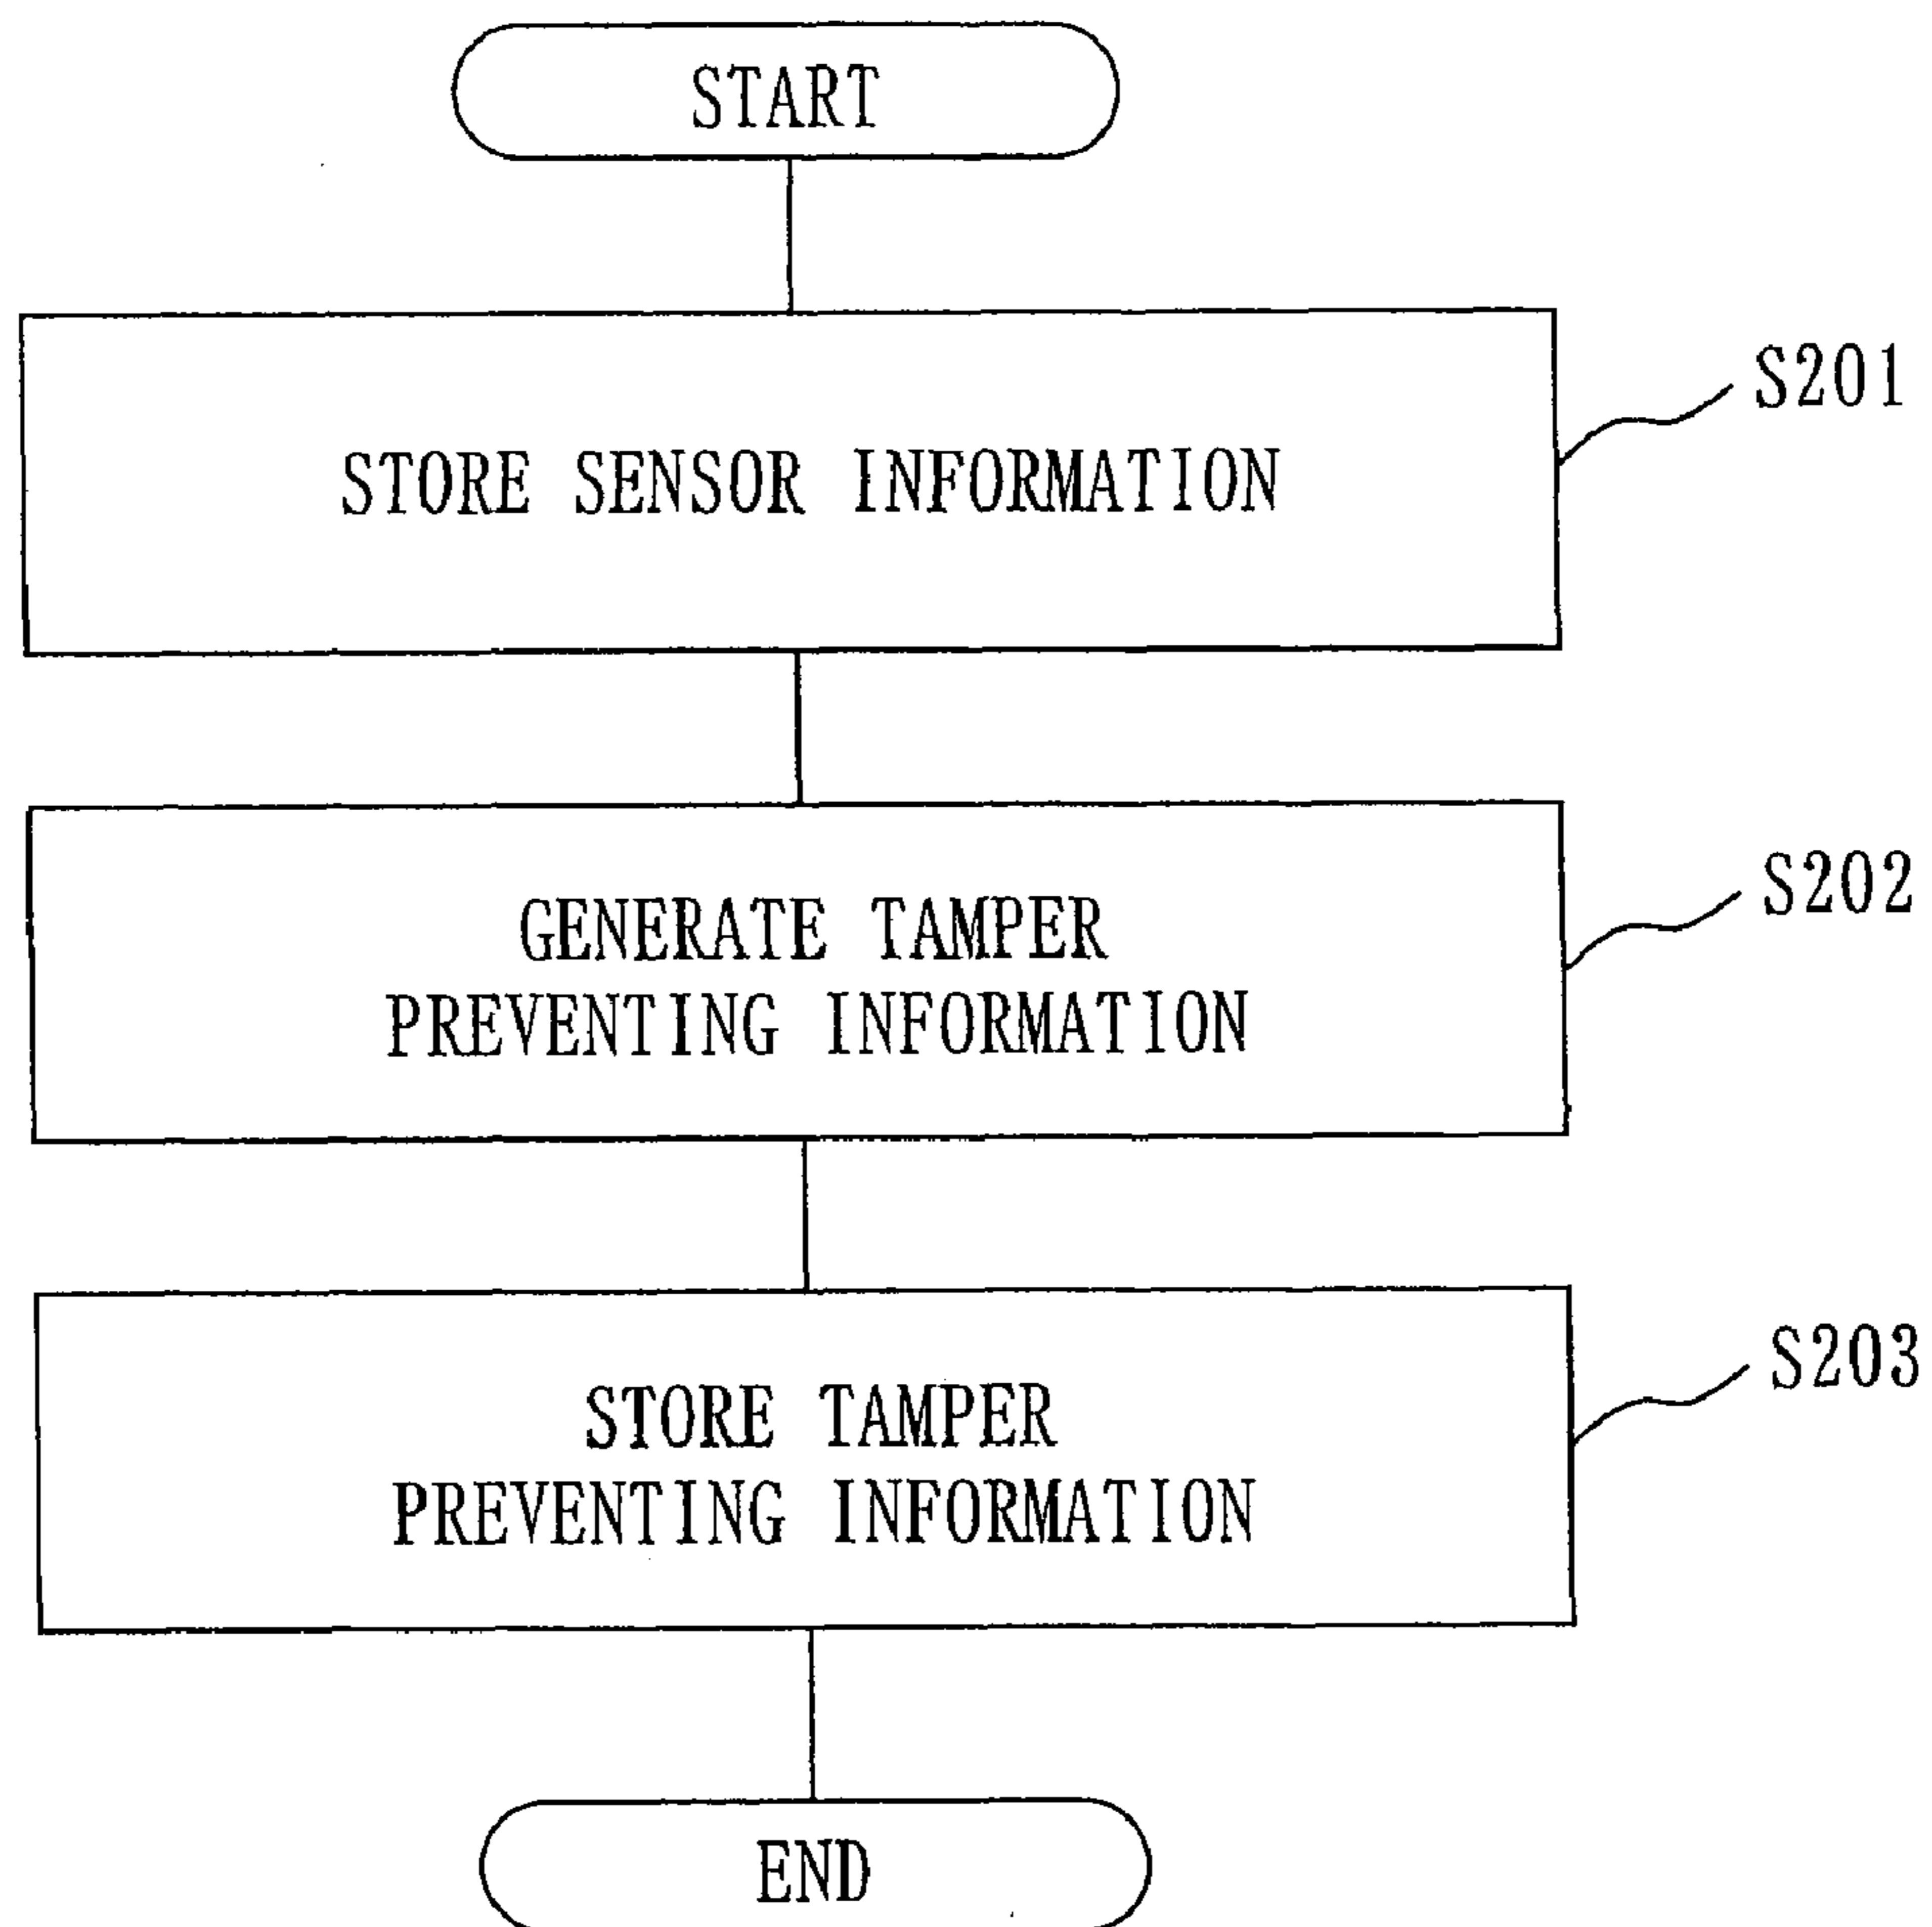 START
S201
STORE SENSOR INFORMATION
S202
GENERATE TAMPER
PREVENTING INFORMATION
S203
STORE TAMPER
PREVENTING INFORMATION
END